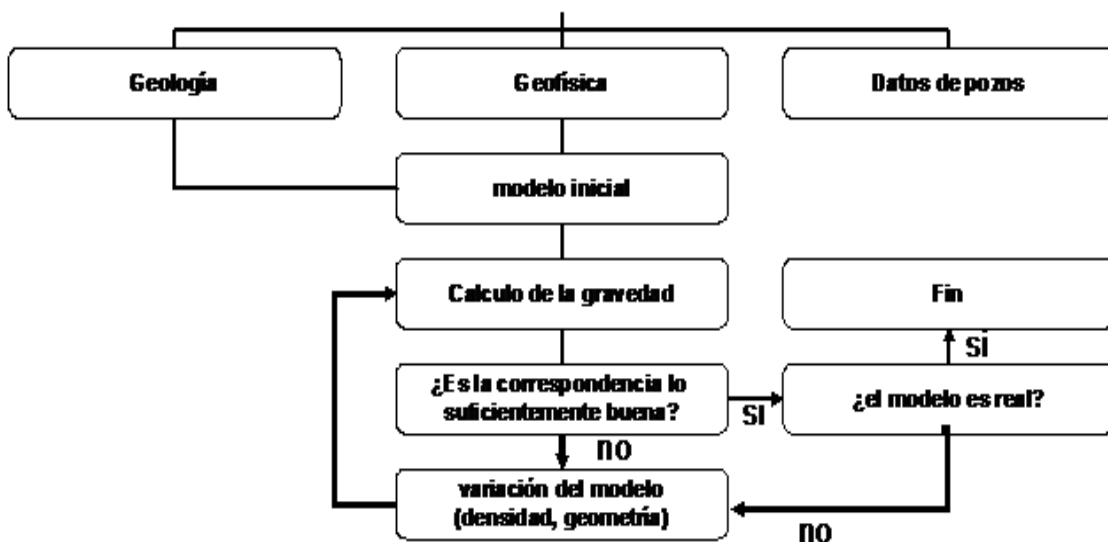 Geología
Geofísica
Datos de pozos
modelo inicial
Calculo de la gravedad
Fin
SI
¿Es la correspondencia lo
suficientemente buena?
SI
¿el modelo es real?
no
variación del modelo
(densidad, geometría)
no